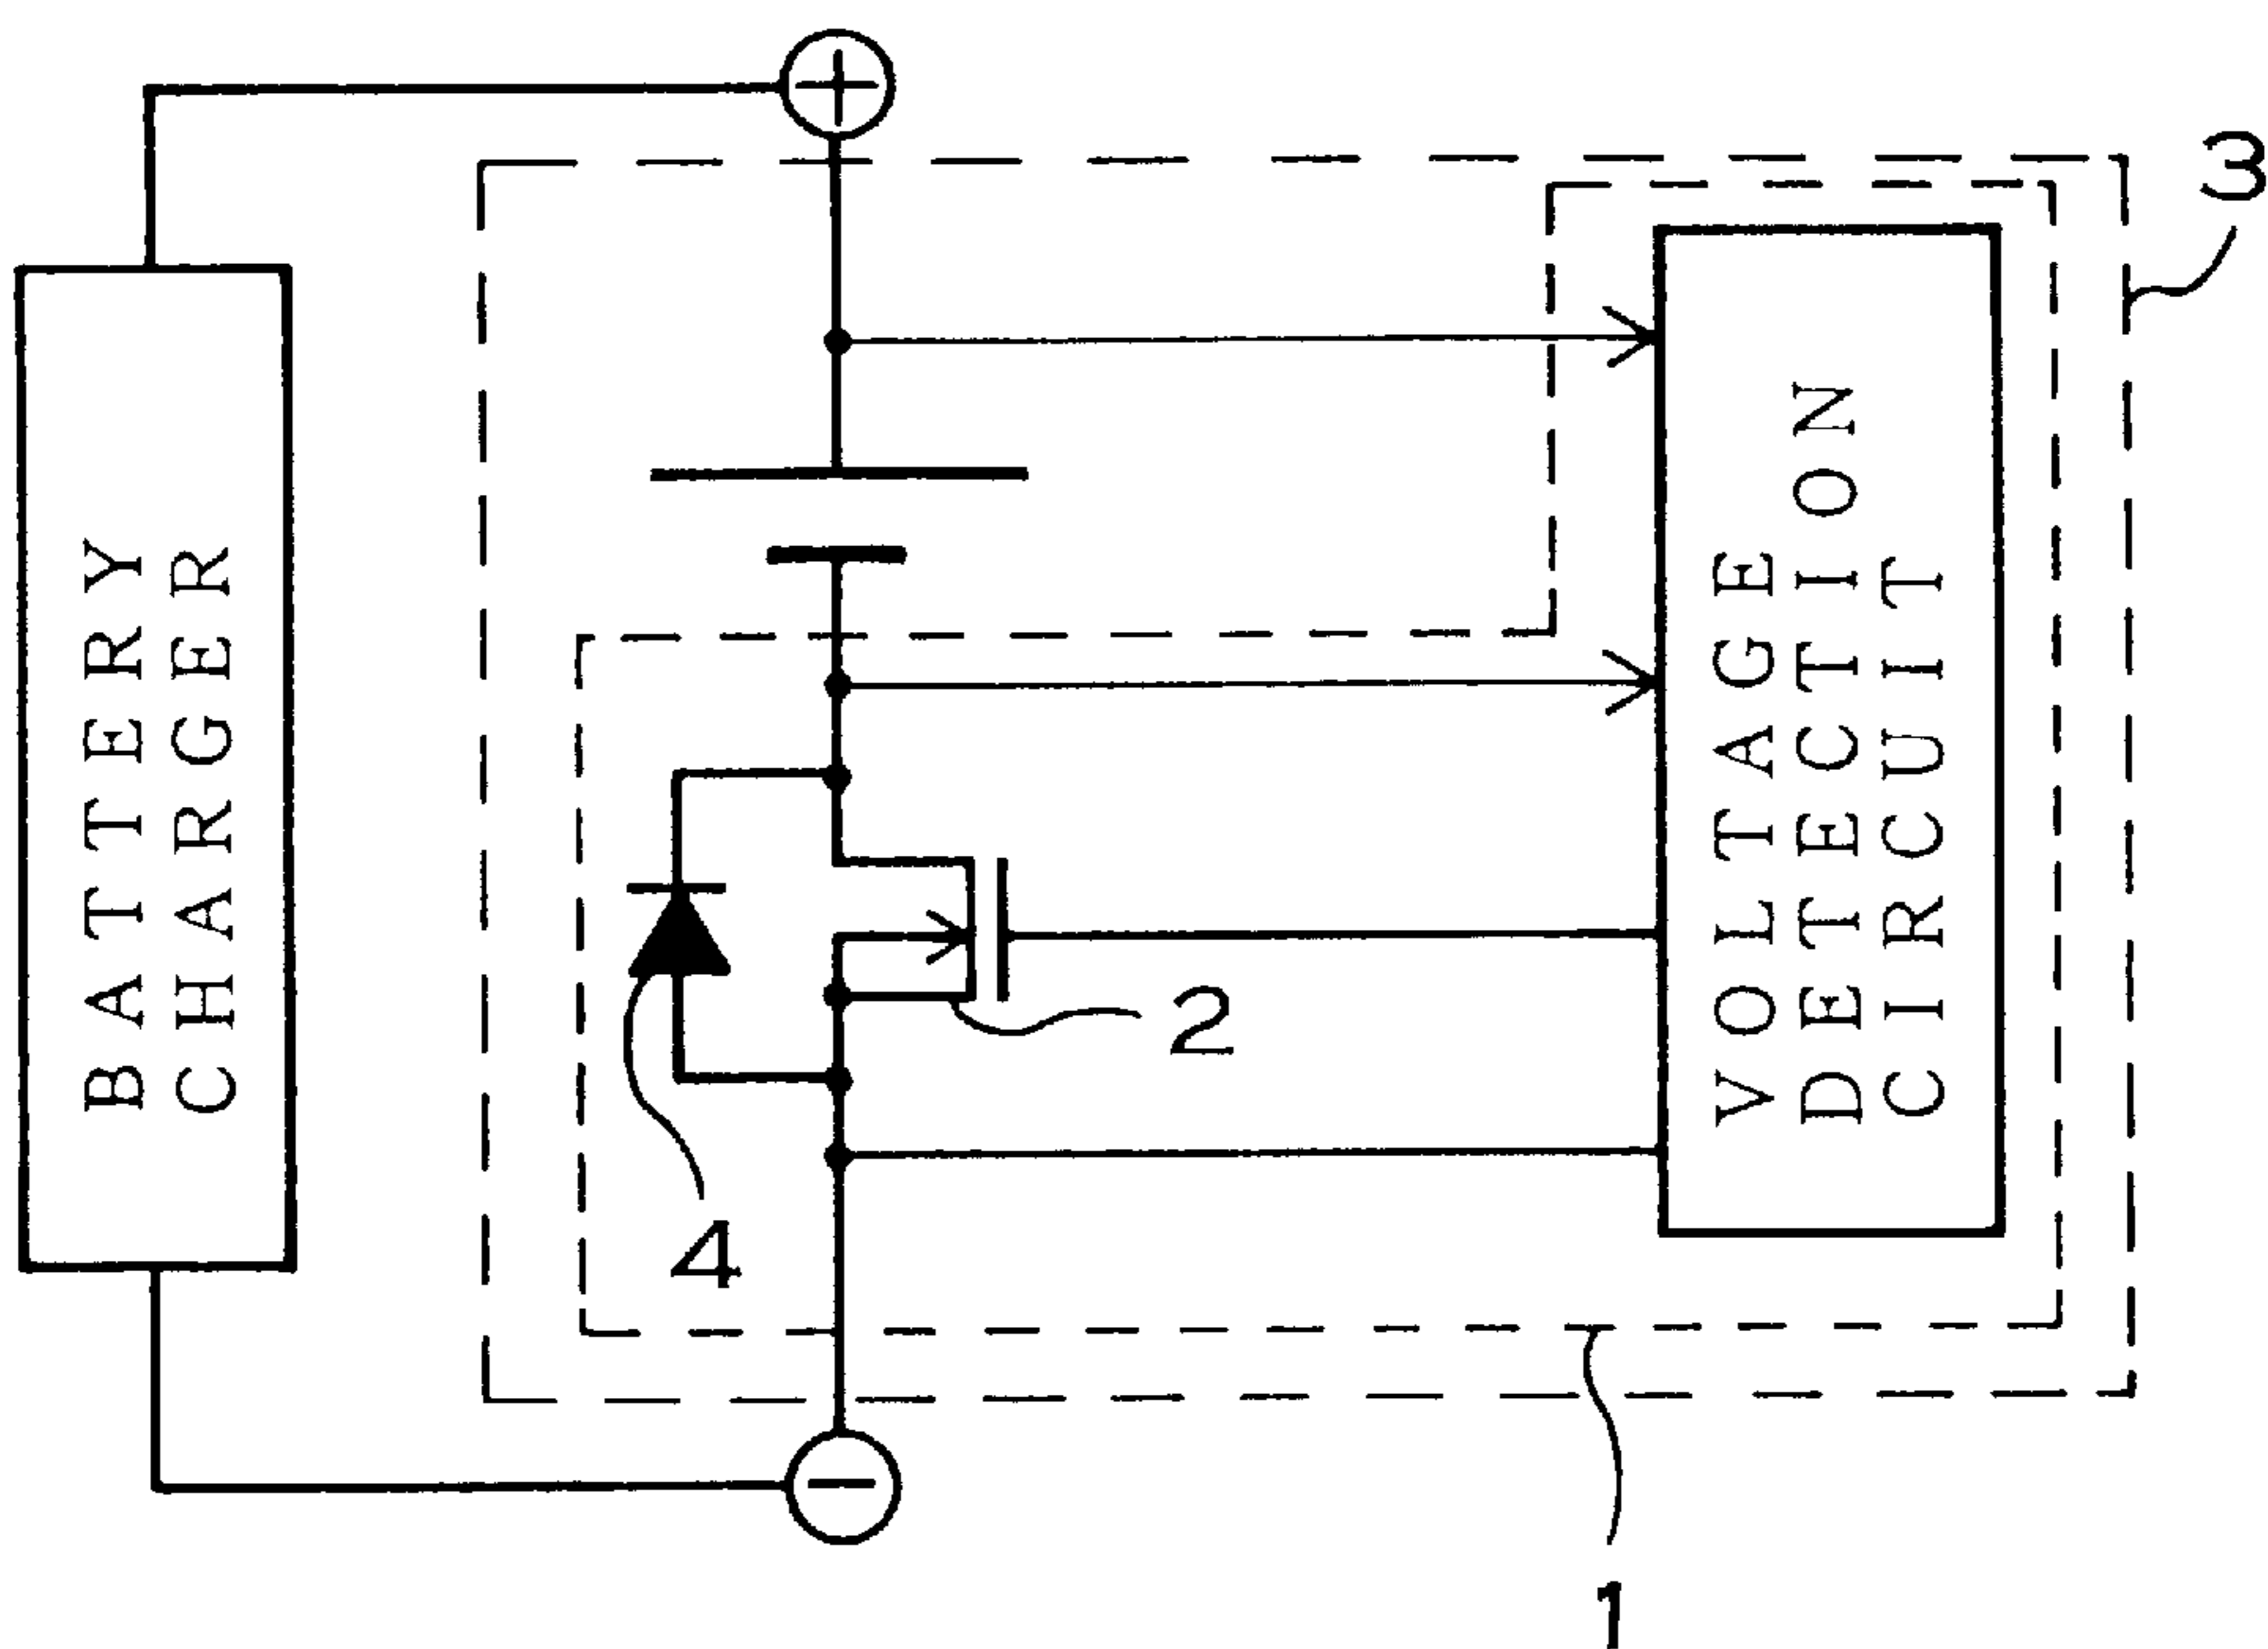 BATTERY
CHARGER
+
3
VOLTAGE
DETECTION
CIRCUIT
2
4
−
1